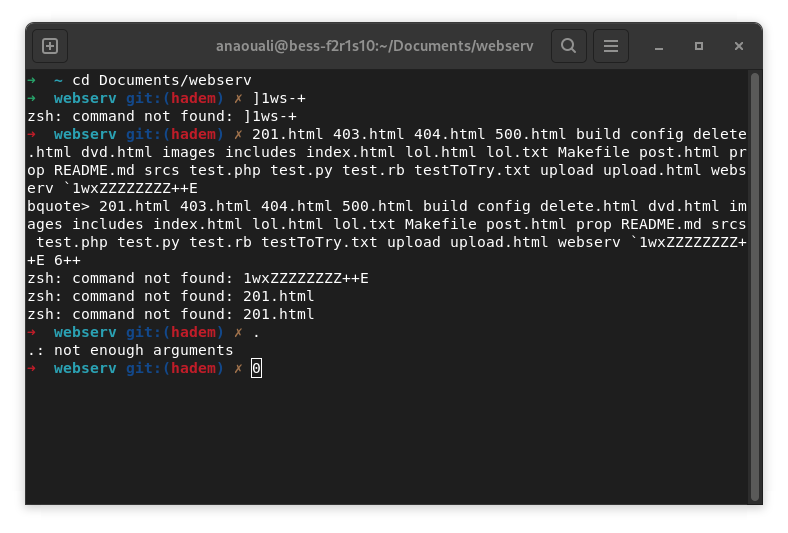 anaouali@bess-f2r1s10:~/Documents/webserv
➜  ~ cd Documents/webserv
➜  webserv git:(hadem) ✗ ]1ws-+
zsh: command not found: ]1ws-+
➜  webserv git:(hadem) ✗ 201.html 403.html 404.html 500.html build config delete
.html dvd.html images includes index.html lol.html lol.txt Makefile post.html pr
op README.md srcs test.php test.py test.rb testToTry.txt upload upload.html webs
erv `1wxZZZZZZZZ++E
bquote> 201.html 403.html 404.html 500.html build config delete.html dvd.html im
ages includes index.html lol.html lol.txt Makefile post.html prop README.md srcs
 test.php test.py test.rb testToTry.txt upload upload.html webserv `1wxZZZZZZZZ+
+E 6++
zsh: command not found: 1wxZZZZZZZZ++E
zsh: command not found: 201.html
zsh: command not found: 201.html
➜  webserv git:(hadem) ✗ .
.: not enough arguments
➜  webserv git:(hadem) ✗ 0